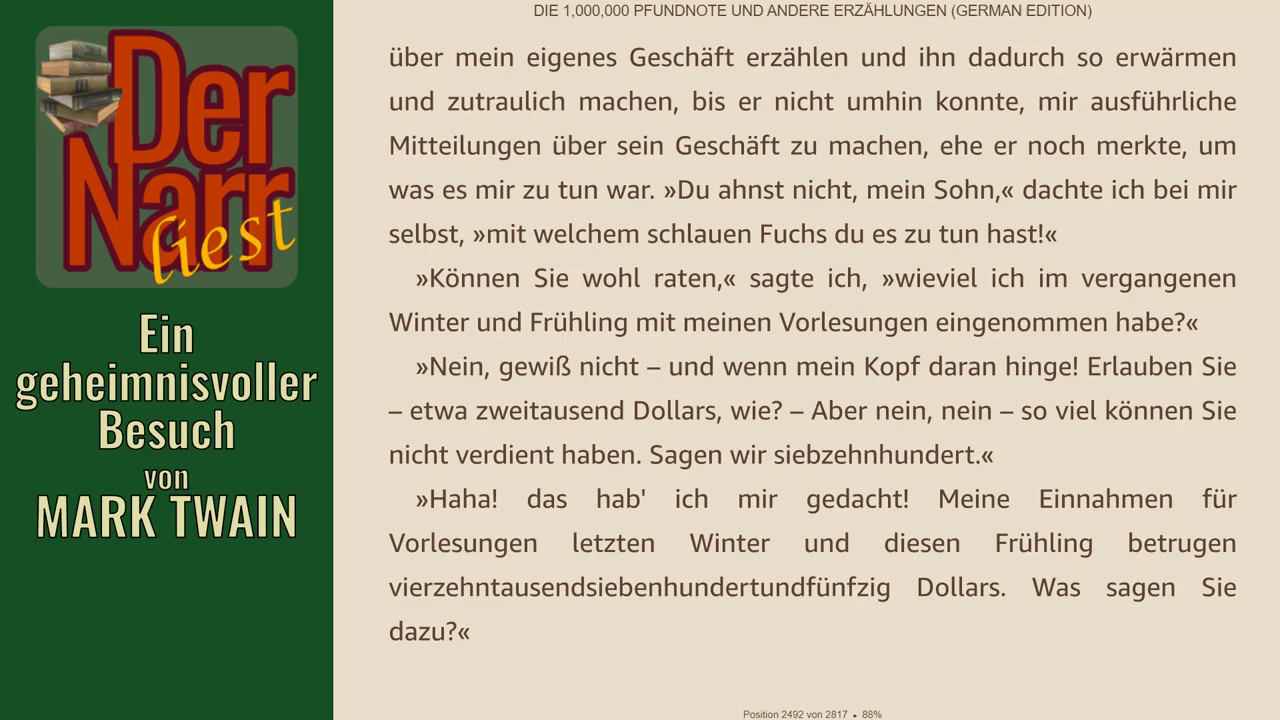 Der
Narr
liest
Ein
geheimnisvoller
Besuch
von
MARK TWAIN
DIE 1,000,000 PFUNDNOTE UND ANDERE ERZÄHLUNGEN (GERMAN EDITION)
über mein eigenes Geschäft erzählen und ihn dadurch so erwärmen
und zutraulich machen, bis er nicht umhin konnte, mir ausführliche
Mitteilungen über sein Geschäft zu machen, ehe er noch merkte, um
was es mir zu tun war. »Du ahnst nicht, mein Sohn,« dachte ich bei mir
selbst, »mit welchem schlauen Fuchs du es zu tun hast!«
»Können Sie wohl raten,« sagte ich, »wieviel ich im vergangenen
Winter und Frühling mit meinen Vorlesungen eingenommen habe?«
»Nein, gewiß nicht – und wenn mein Kopf daran hinge! Erlauben Sie
– etwa zweitausend Dollars, wie? – Aber nein, nein – so viel können Sie
nicht verdient haben. Sagen wir siebzehnhundert.«
»Haha! das hab' ich mir gedacht! Meine Einnahmen für
Vorlesungen letzten Winter und diesen Frühling betrugen
vierzehntausendsiebenhundertundfünfzig Dollars. Was sagen Sie
dazu?«
Position 2492 von 2817 • 88%